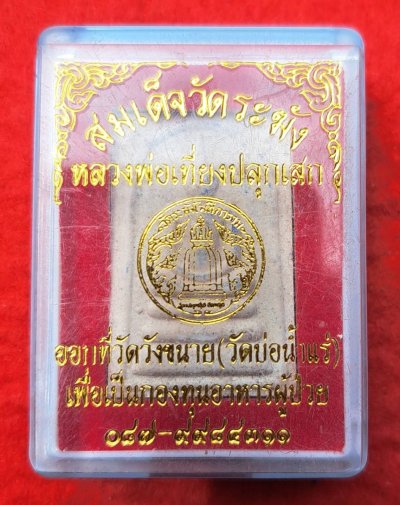 สมเด็จวัดระฆัง
หลวงพ่อเที่ยงปลุกเสก
ออกที่วัดวังขนาย(วัดบ่อน้ำแร่)
เพื่อเป็นกองทุนอาหารผู้ป่วย
๐๘๗-๙๙๘๔๓๑๑